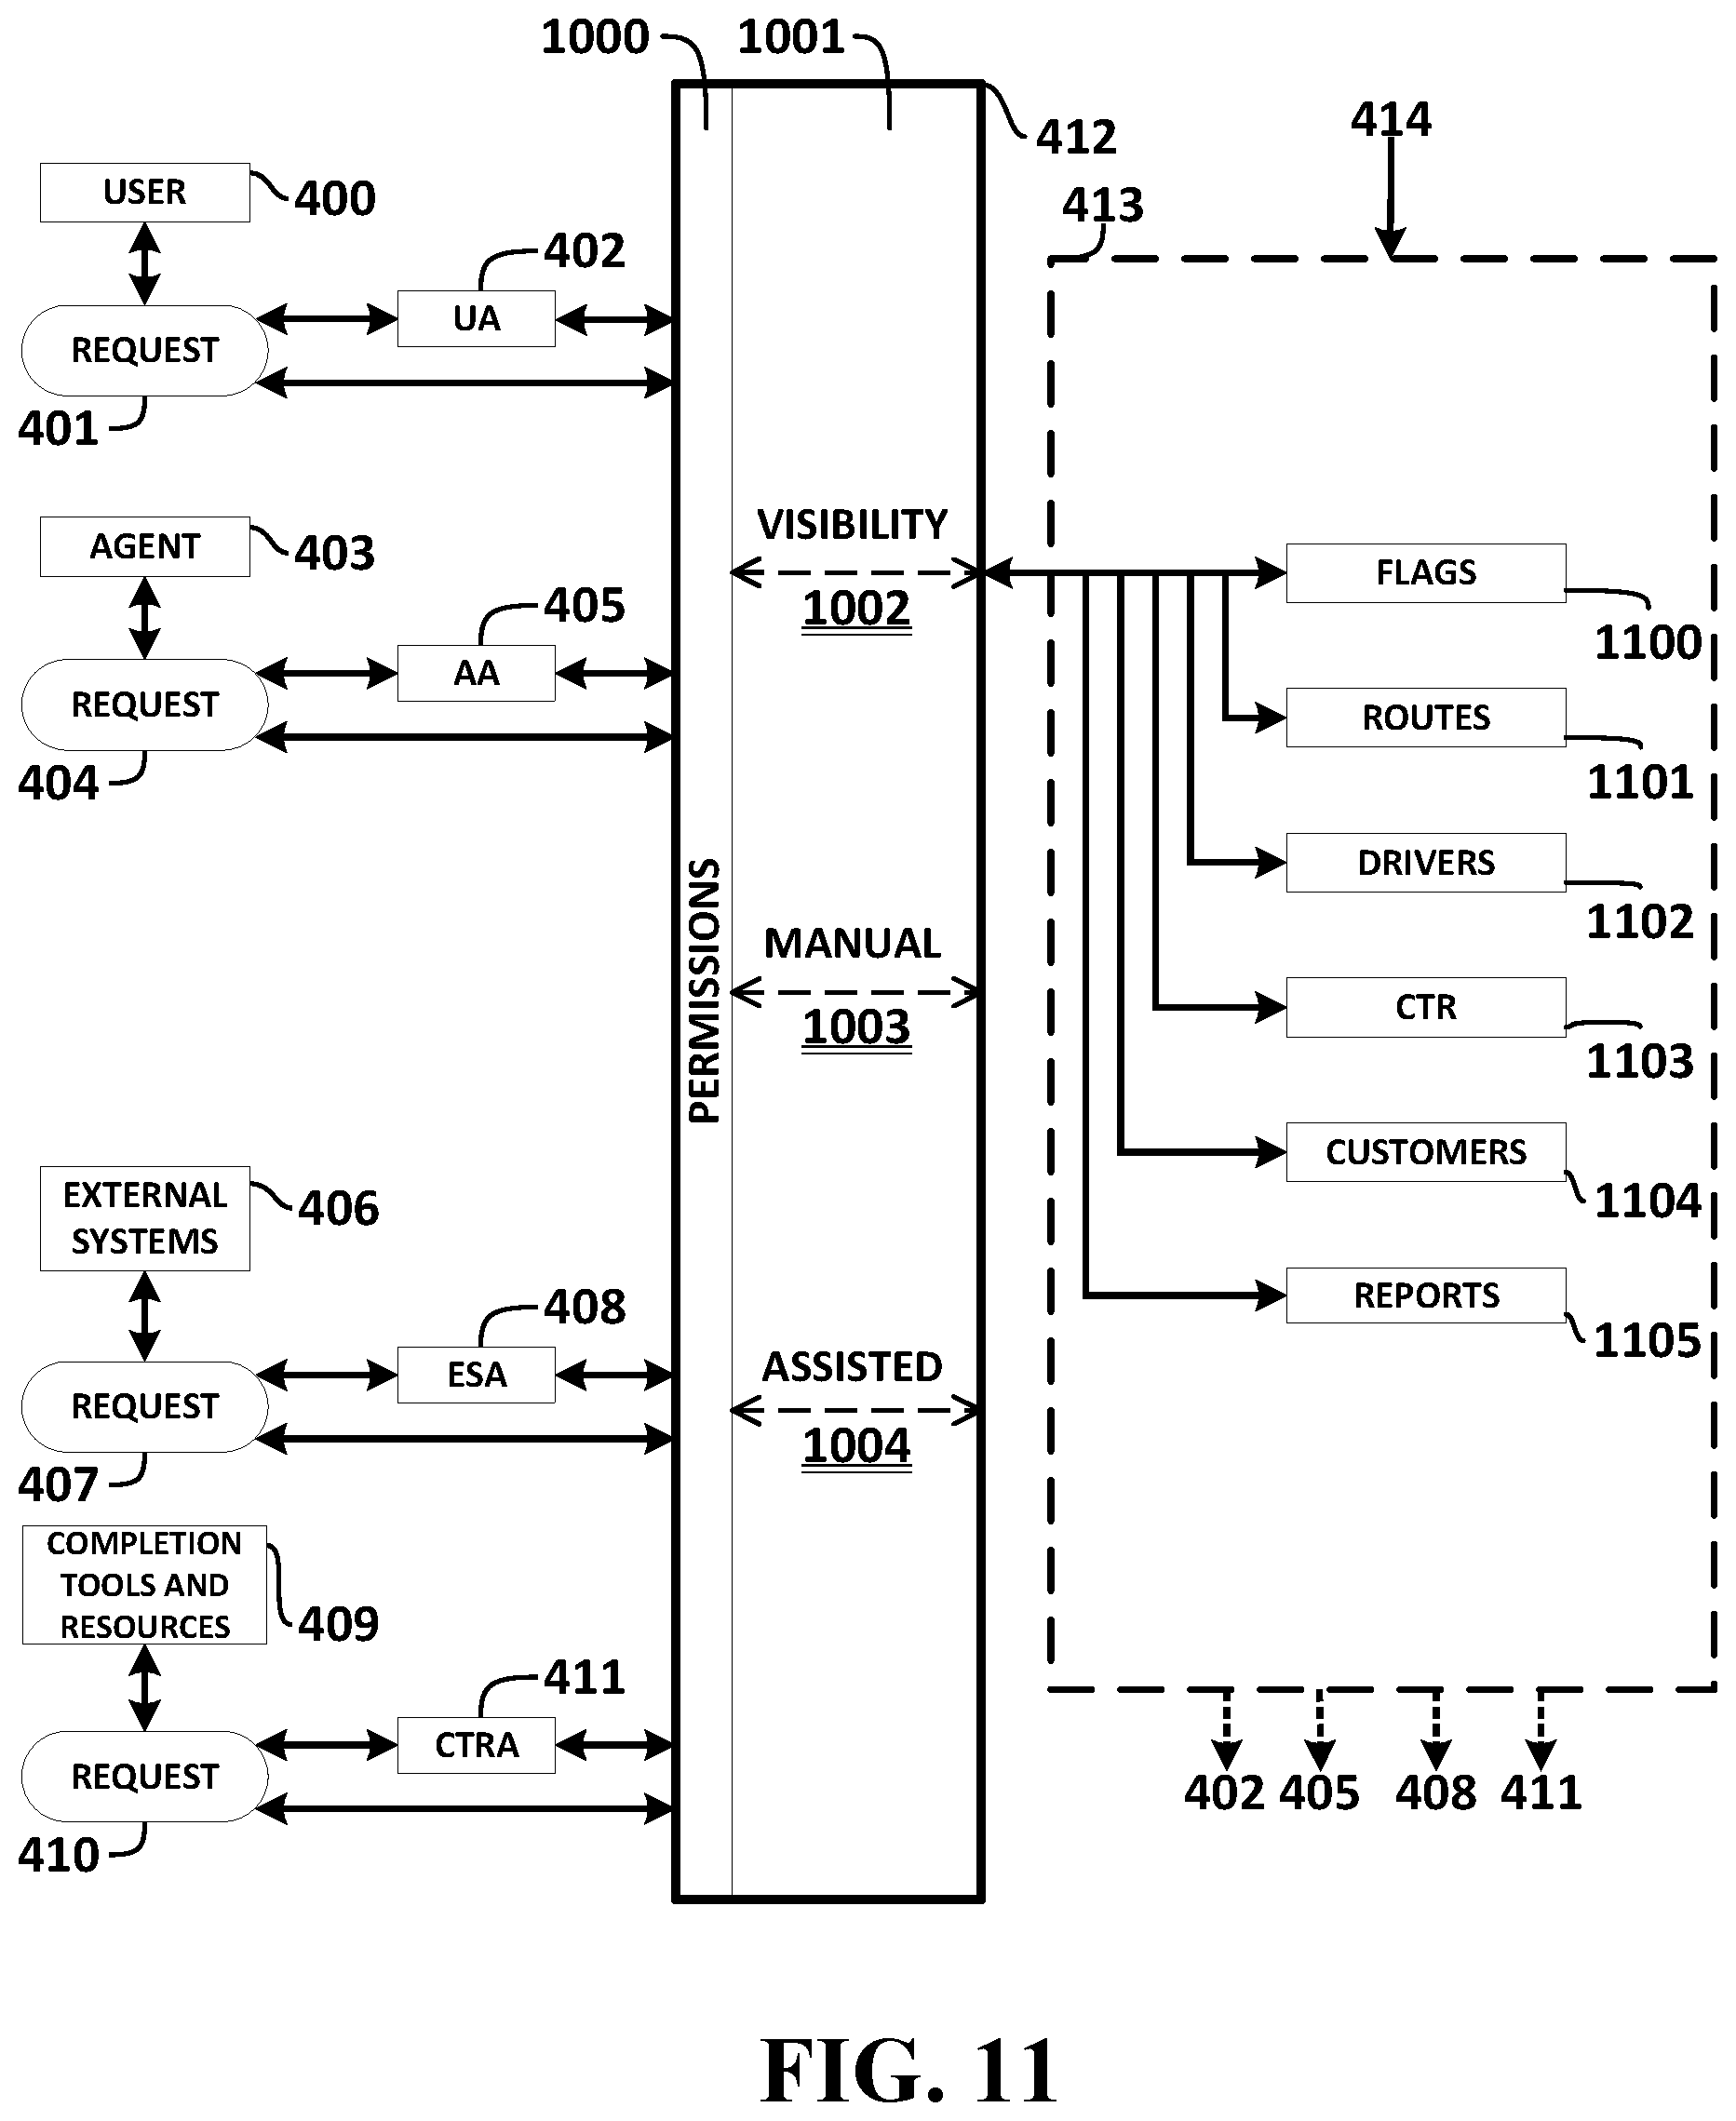 1000
1001
412
414
413
USER
400
402
UA
REQUEST
401
AGENT
403
405
AA
REQUEST
404
VISIBILITY
1002
FLAGS
1100
ROUTES
1101
DRIVERS
1102
PERMISSIONS
MANUAL
1003
CTR
1103
CUSTOMERS
1104
REPORTS
1105
EXTERNAL
SYSTEMS
406
408
ESA
REQUEST
407
ASSISTED
1004
COMPLETION
TOOLS AND
RESOURCES
409
411
CTRA
REQUEST
410
402 405 408 411
FIG. 11